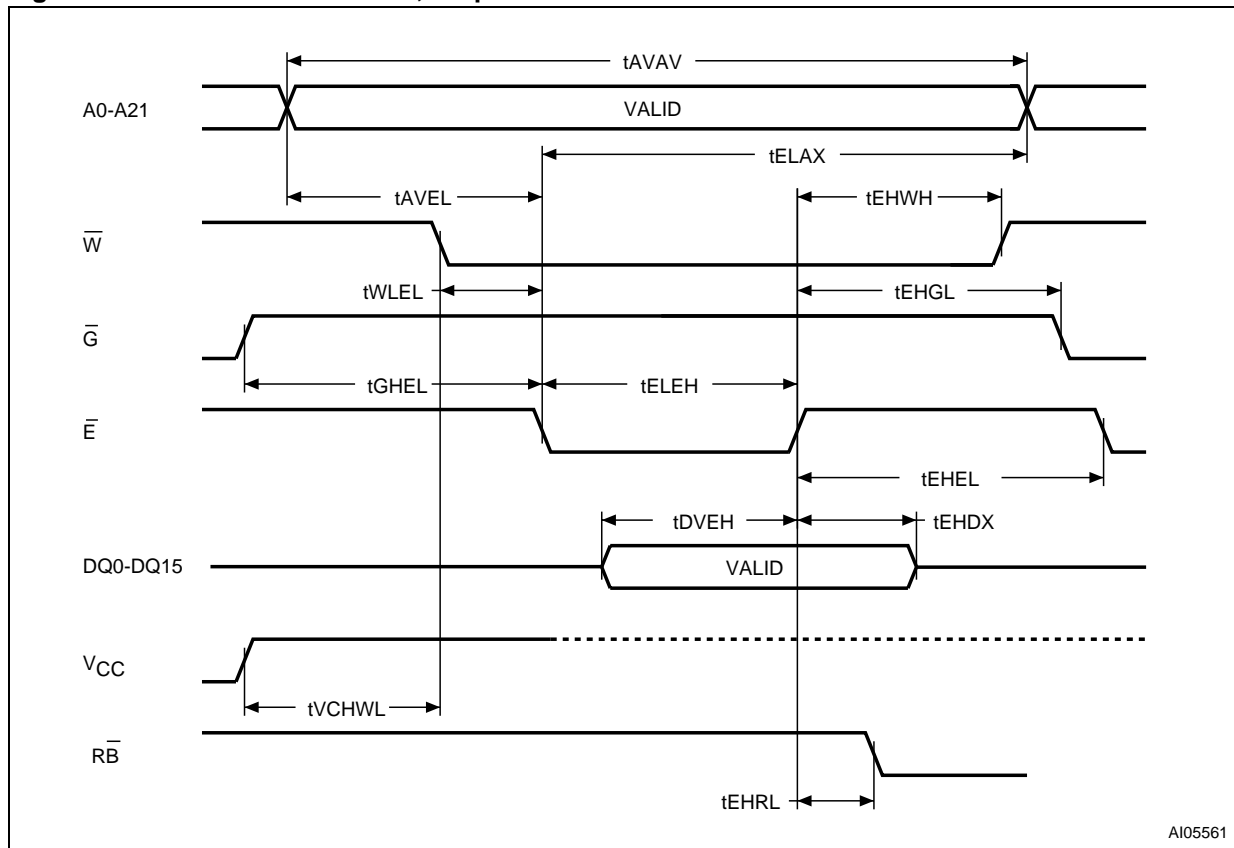 tAVAV
A0-A21
VALID
tELAX
tAVEL
tEHWH
W̅
tWLEL
tEHGL
G̅
tGHEL
tELEH
E̅
tEHEL
tDVEH
tEHDX
DQ0-DQ15
VALID
VCC
tVCHWL
RB̅
tEHRL
AI05561